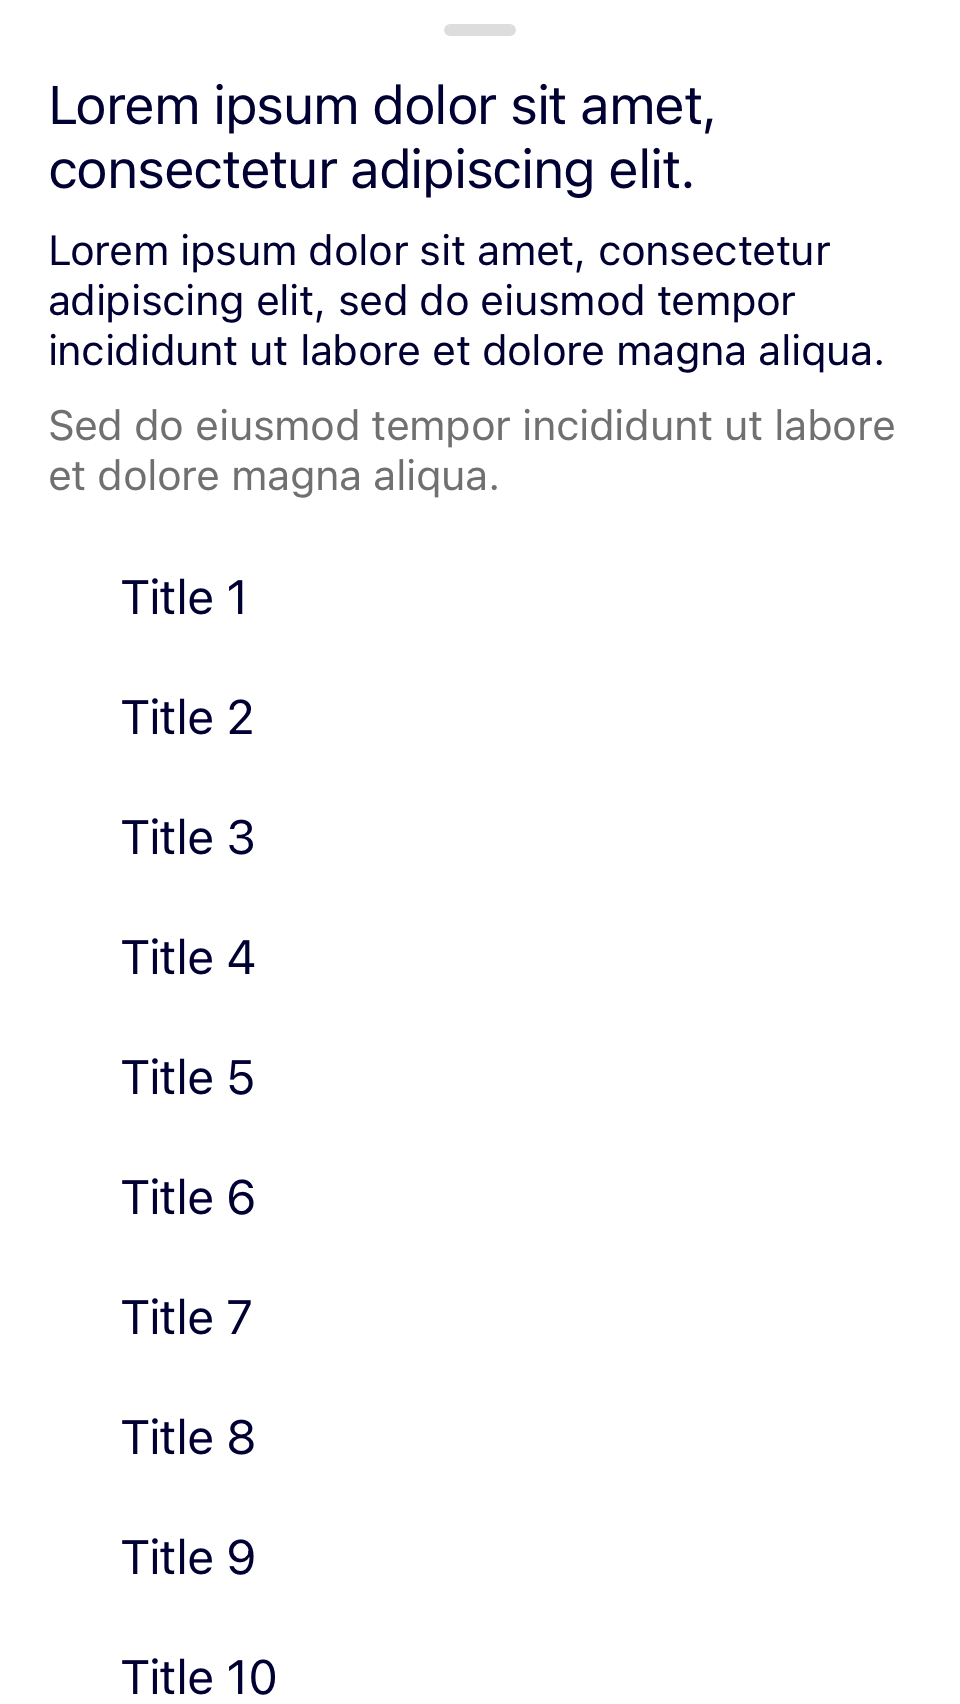 Lorem ipsum dolor sit amet,
consectetur adipiscing elit.
Lorem ipsum dolor sit amet, consectetur
adipiscing elit, sed do eiusmod tempor
incididunt ut labore et dolore magna aliqua.
Sed do eiusmod tempor incididunt ut labore
et dolore magna aliqua.
Title 1
Title 2
Title 3
Title 4
Title 5
Title 6
Title 7
Title 8
Title 9
Title 10